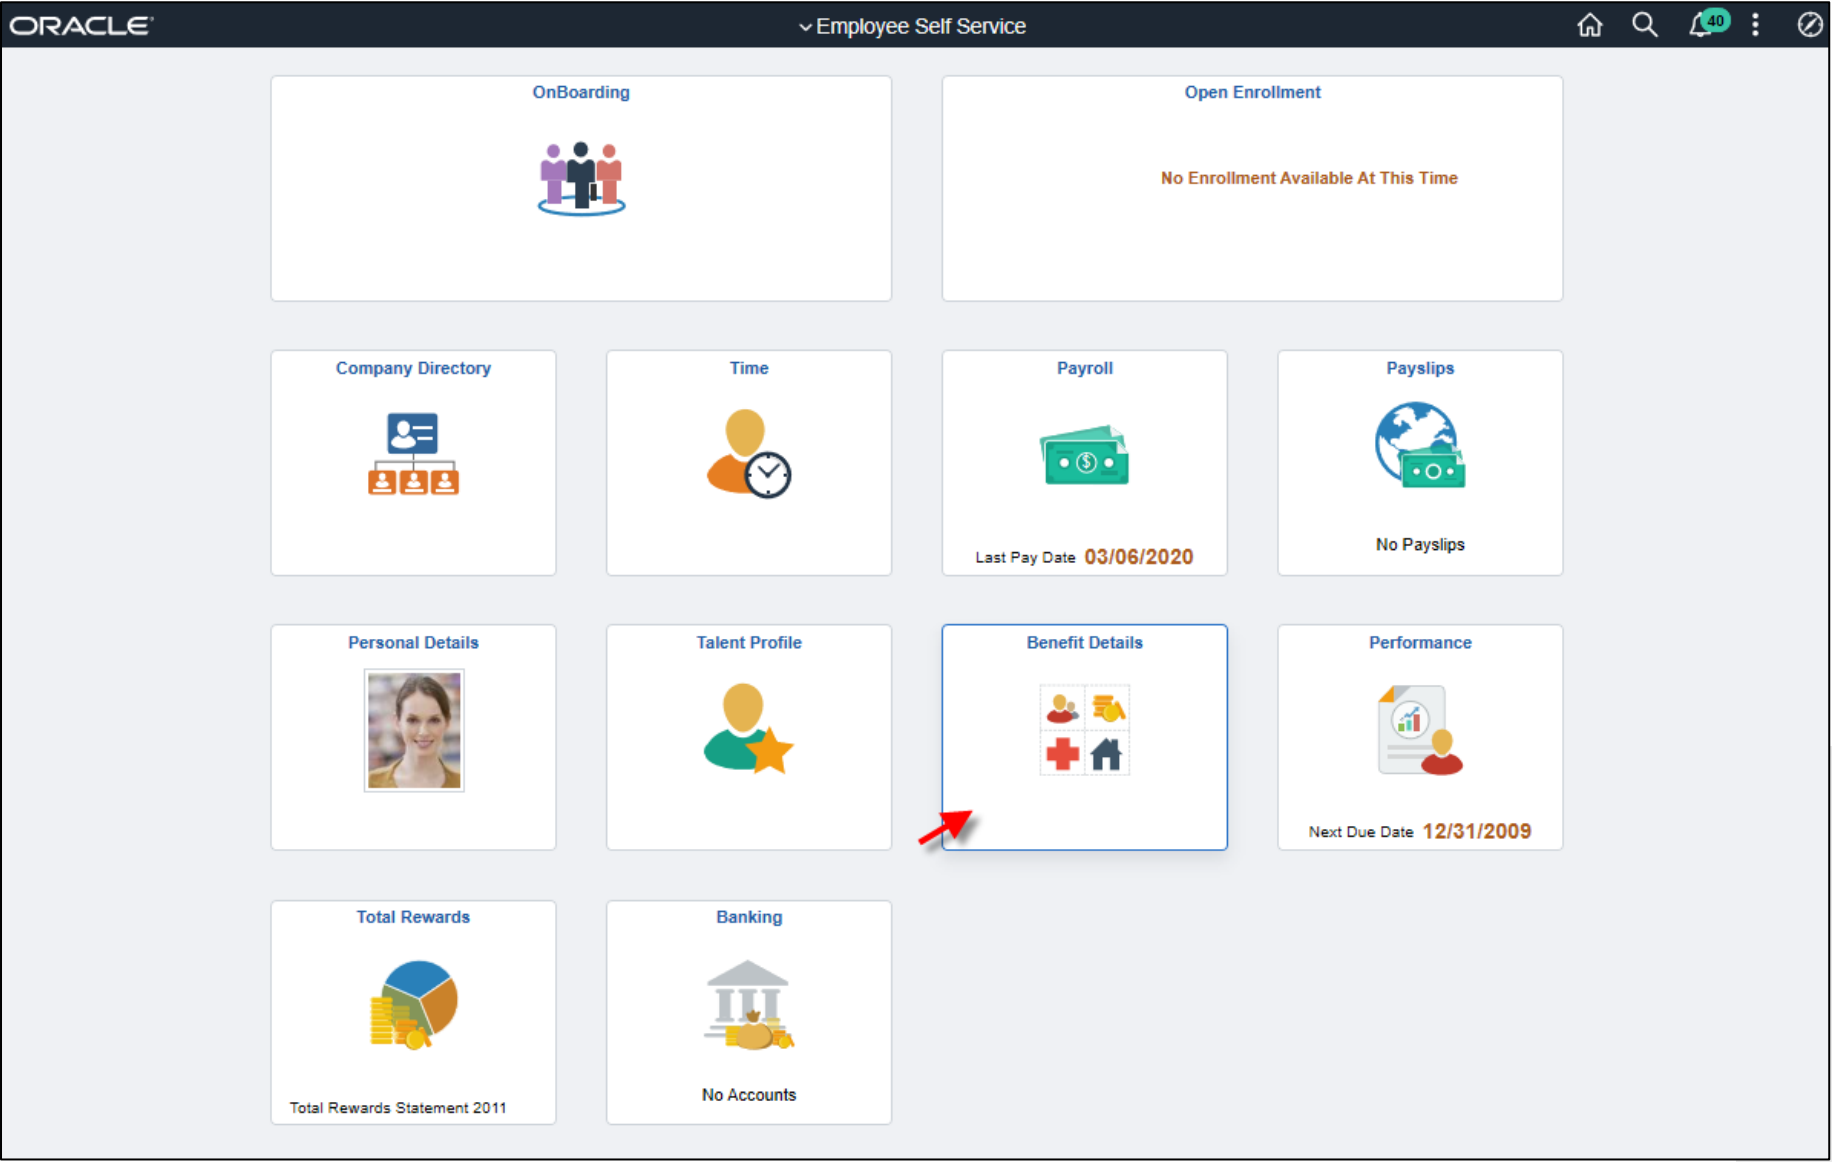 ORACLE
Employee Self Service
40
OnBoarding
Open Enrollment
No Enrollment Available At This Time
Company Directory
Time
Payroll
Payslips
Last Pay Date 03/06/2020
No Payslips
Personal Details
Talent Profile
Benefit Details
Performance
Next Due Date 12/31/2009
Total Rewards
Banking
Total Rewards Statement 2011
No Accounts